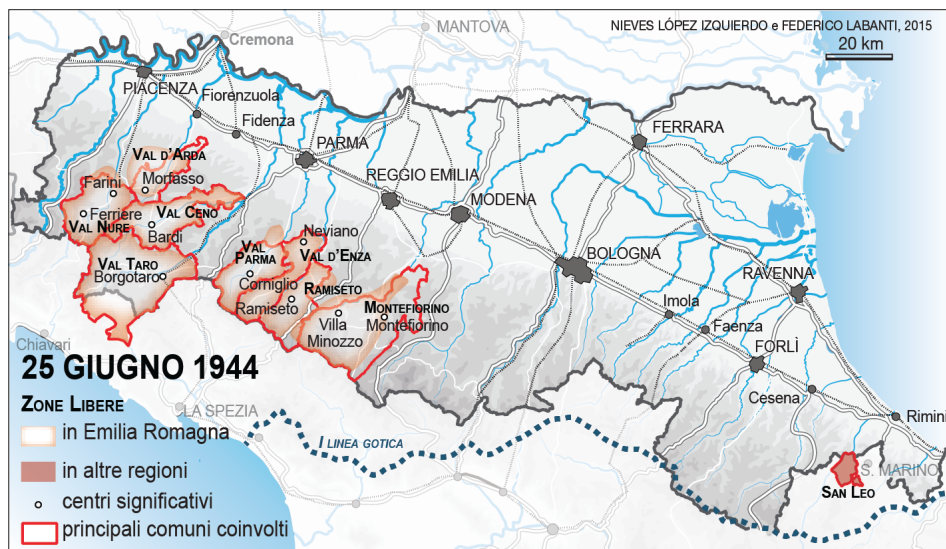 NIEVES LÓPEZ IZQUIERDO e FEDERICO LABANTI, 2015
20 km
MANTOVA
Cremona
PIACENZA
Fiorenzuola
Fidenza
PARMA
REGGIO EMILIA
MODENA
FERRARA
BOLOGNA
RAVENNA
Imola
Faenza
FORLÌ
Cesena
Rimini
S. MARINO
SAN LEO
VAL D'ARDA
Morfasso
Farini
Ferriere
VAL NURE
VAL CENO
Bardi
VAL TARO
Borgotaro
Neviano
VAL
PARMA
VAL D'ENZA
Corniglio
RAMISETO
Ramiseto
MONTEFIORINO
Montefiorino
Villa
Minozzo
Chiavari
LA SPEZIA
I LINEA GOTICA
25 GIUGNO 1944
ZONE LIBERE
in Emilia Romagna
in altre regioni
centri significativi
principali comuni coinvolti